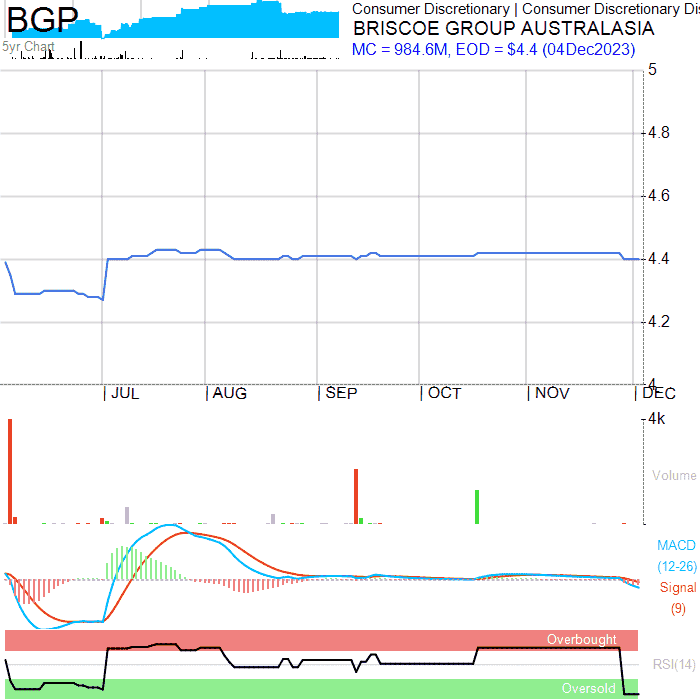 BGP
5yr Chart
Consumer Discretionary | Consumer Discretionary Dis
BRISCOE GROUP AUSTRALASIA
MC = 984.6M, EOD = $4.4 (04Dec2023)
5
4.8
4.6
4.4
4.2
4
| JUL | AUG | SEP | OCT | NOV | DEC
4k
Volume
MACD
(12-26)
Signal
(9)
Overbought
RSI(14)
Oversold